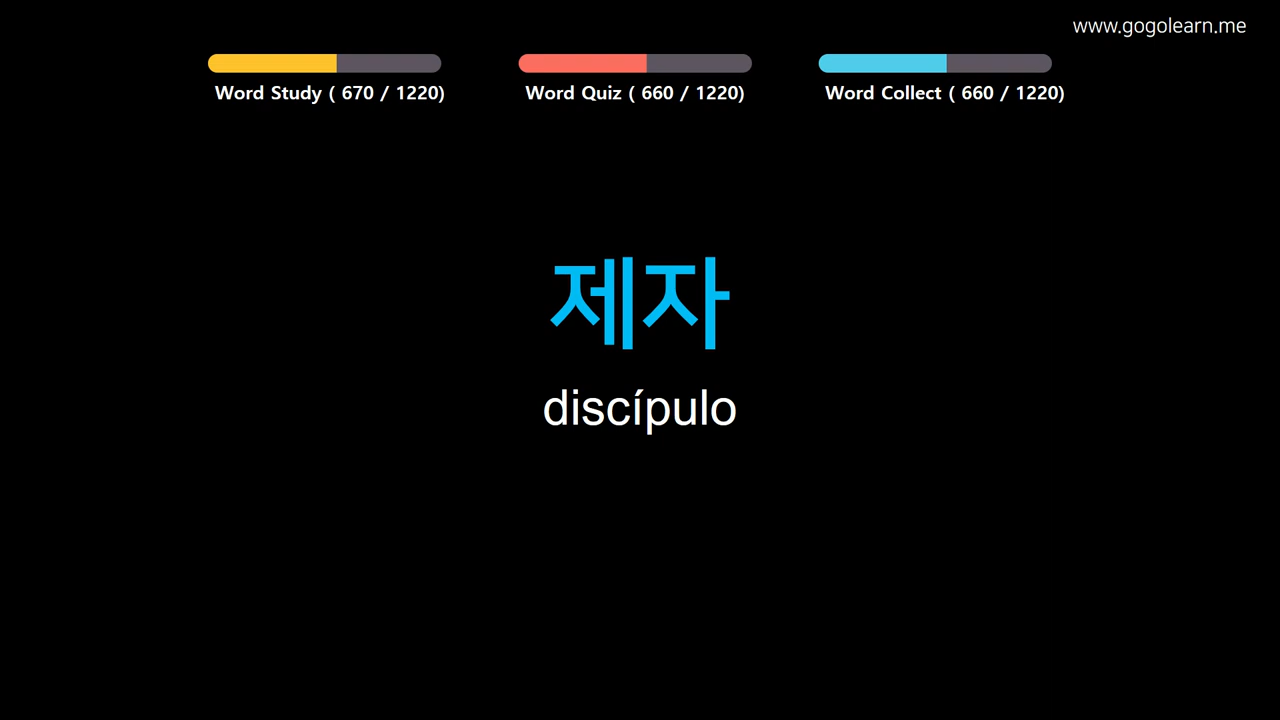 www.gogolearn.me
Word Study ( 670 / 1220)
Word Quiz ( 660 / 1220)
Word Collect ( 660 / 1220)
제자
discípulo